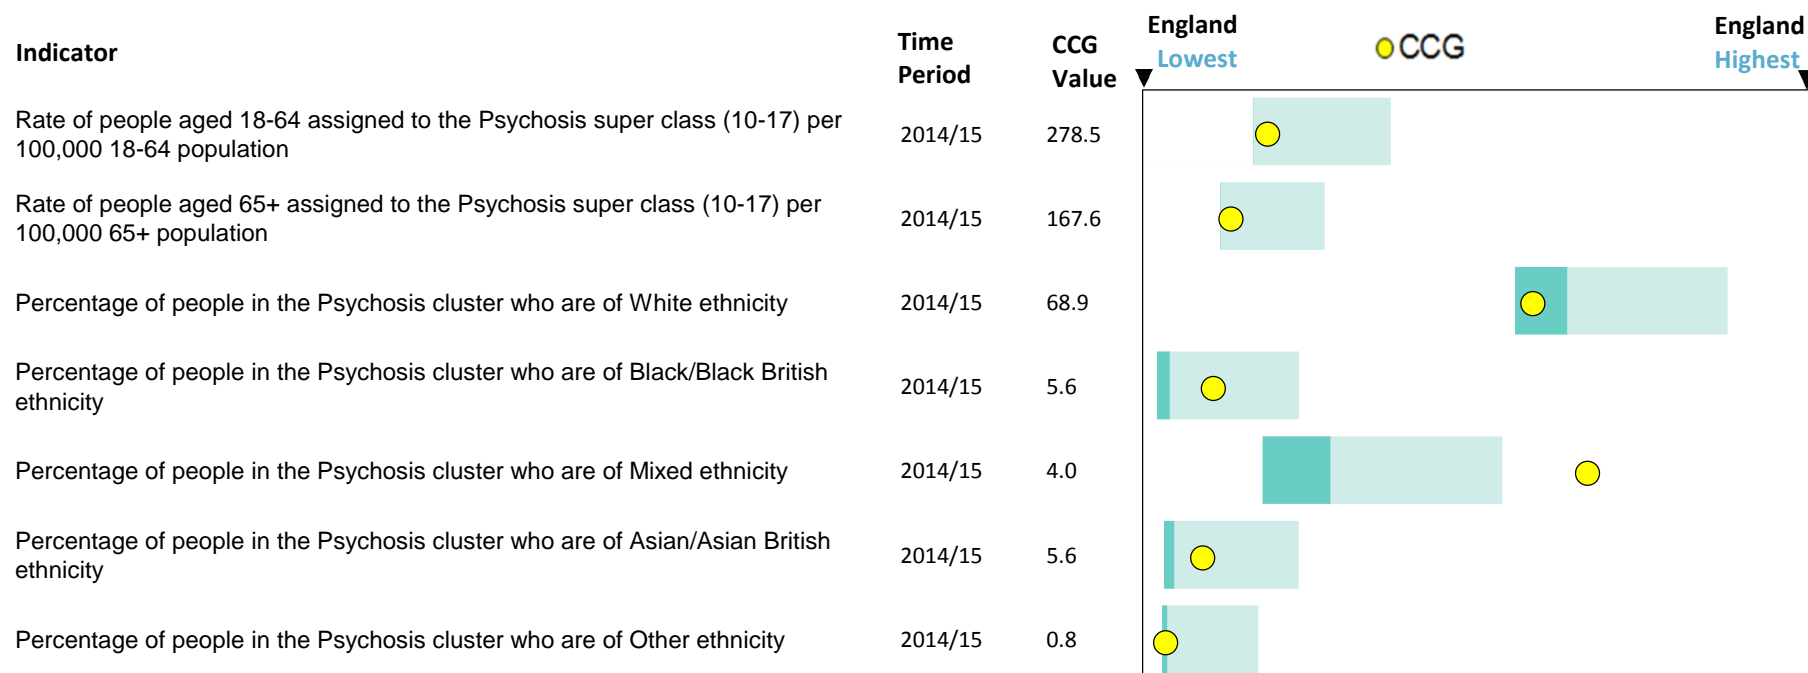 Indicator
Time
Period
CCG
Value
England
Lowest
CCG
England
Highest
Rate of people aged 18-64 assigned to the Psychosis super class (10-17) per
100,000 18-64 population
2014/15
278.5
Rate of people aged 65+ assigned to the Psychosis super class (10-17) per
100,000 65+ population
2014/15
167.6
Percentage of people in the Psychosis cluster who are of White ethnicity
2014/15
68.9
Percentage of people in the Psychosis cluster who are of Black/Black British
ethnicity
2014/15
5.6
Percentage of people in the Psychosis cluster who are of Mixed ethnicity
2014/15
4.0
Percentage of people in the Psychosis cluster who are of Asian/Asian British
ethnicity
2014/15
5.6
Percentage of people in the Psychosis cluster who are of Other ethnicity
2014/15
0.8